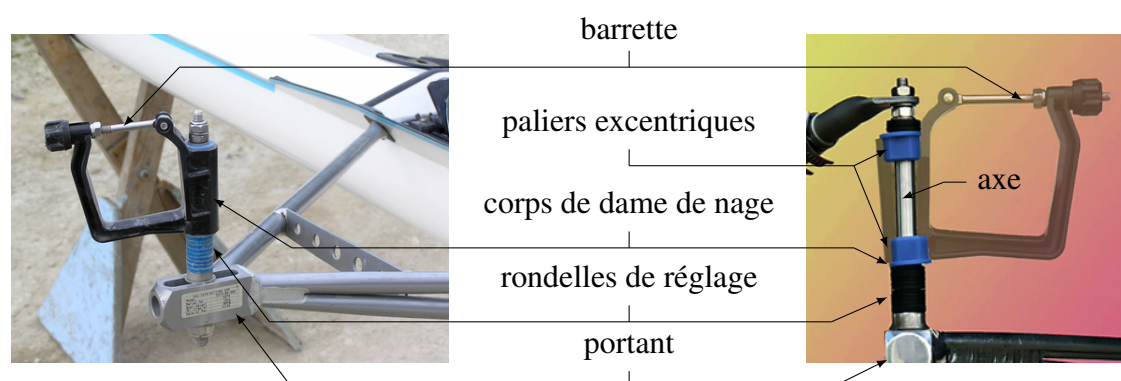 barrette
paliers excentriques
axe
corps de dame de nage
rondelles de réglage
portant